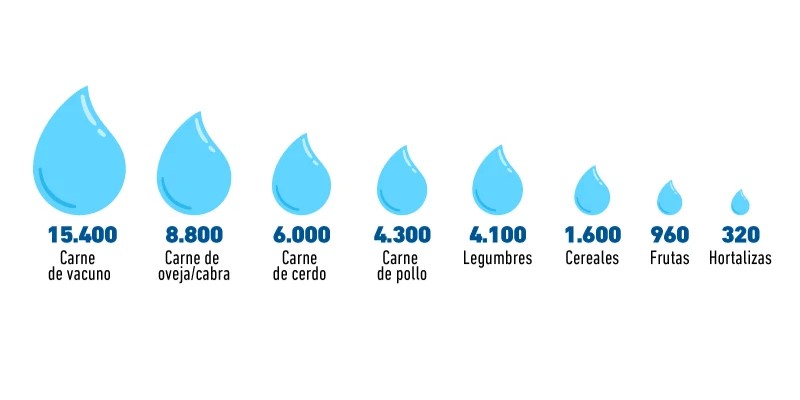 15.400
Carne
de vacuno
8.800
Carne de
oveja/cabra
6.000
Carne
de cerdo
4.300
Carne
de pollo
4.100
Legumbres
1.600
Cereales
960
Frutas
320
Hortalizas